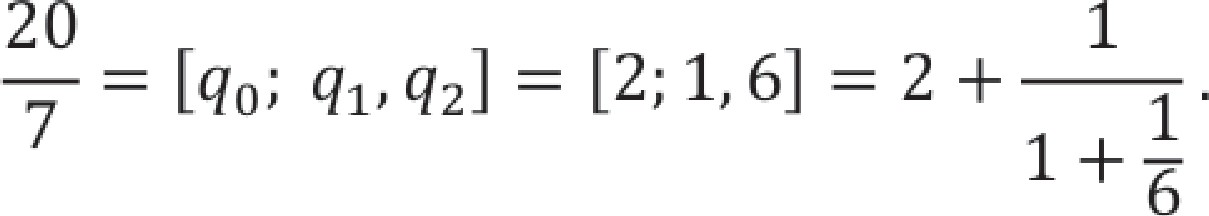 20/7 = [q₀; q₁, q₂] = [2; 1, 6] = 2 + 1/(1 + 1/6).